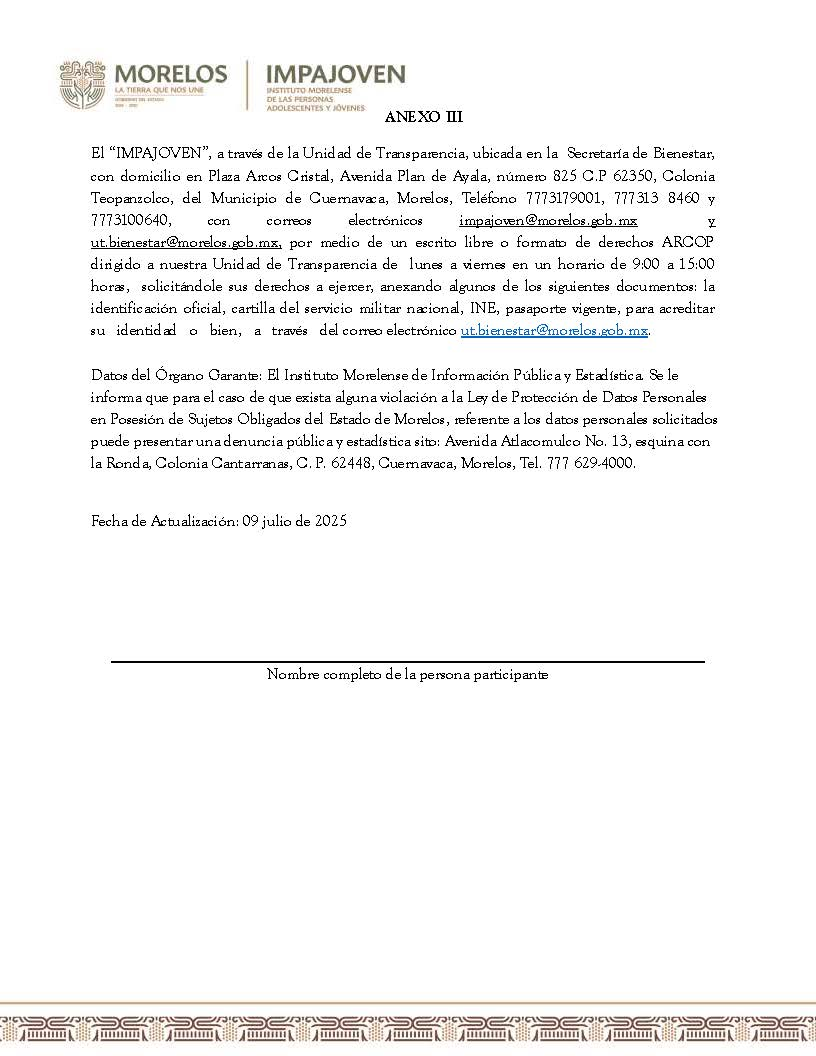 MORELOS
LA TIERRA QUE NOS UNE
GOBIERNO DEL ESTADO
IMPAJOVEN
INSTITUTO MORELENSE
DE LAS PERSONAS
ADOLESCENTES Y JÓVENES
ANEXO III
El “IMPAJOVEN”, a través de la Unidad de Transparencia, ubicada en la Secretaría de Bienestar,
con domicilio en Plaza Arcos Cristal, Avenida Plan de Ayala, número 825 C.P 62350, Colonia
Teopanzolco, del Municipio de Cuernavaca, Morelos, Teléfono 7773179001, 777313 8460 y
7773100640, con correos electrónicos impajoven@morelos.gob.mx y
ut.bienestar@morelos.gob.mx, por medio de un escrito libre o formato de derechos ARCOP
dirigido a nuestra Unidad de Transparencia de lunes a viernes en un horario de 9:00 a 15:00
horas, solicitándole sus derechos a ejercer, anexando algunos de los siguientes documentos: la
identificación oficial, cartilla del servicio militar nacional, INE, pasaporte vigente, para acreditar
su identidad o bien, a través del correo electrónico ut.bienestar@morelos.gob.mx.
Datos del Órgano Garante: El Instituto Morelense de Información Pública y Estadística. Se le
informa que para el caso de que exista alguna violación a la Ley de Protección de Datos Personales
en Posesión de Sujetos Obligados del Estado de Morelos, referente a los datos personales solicitados
puede presentar una denuncia pública y estadística sito: Avenida Atlacomulco No. 13, esquina con
la Ronda, Colonia Cantarranas, C. P. 62448, Cuernavaca, Morelos, Tel. 777 629-4000.
Fecha de Actualización: 09 julio de 2025
Nombre completo de la persona participante